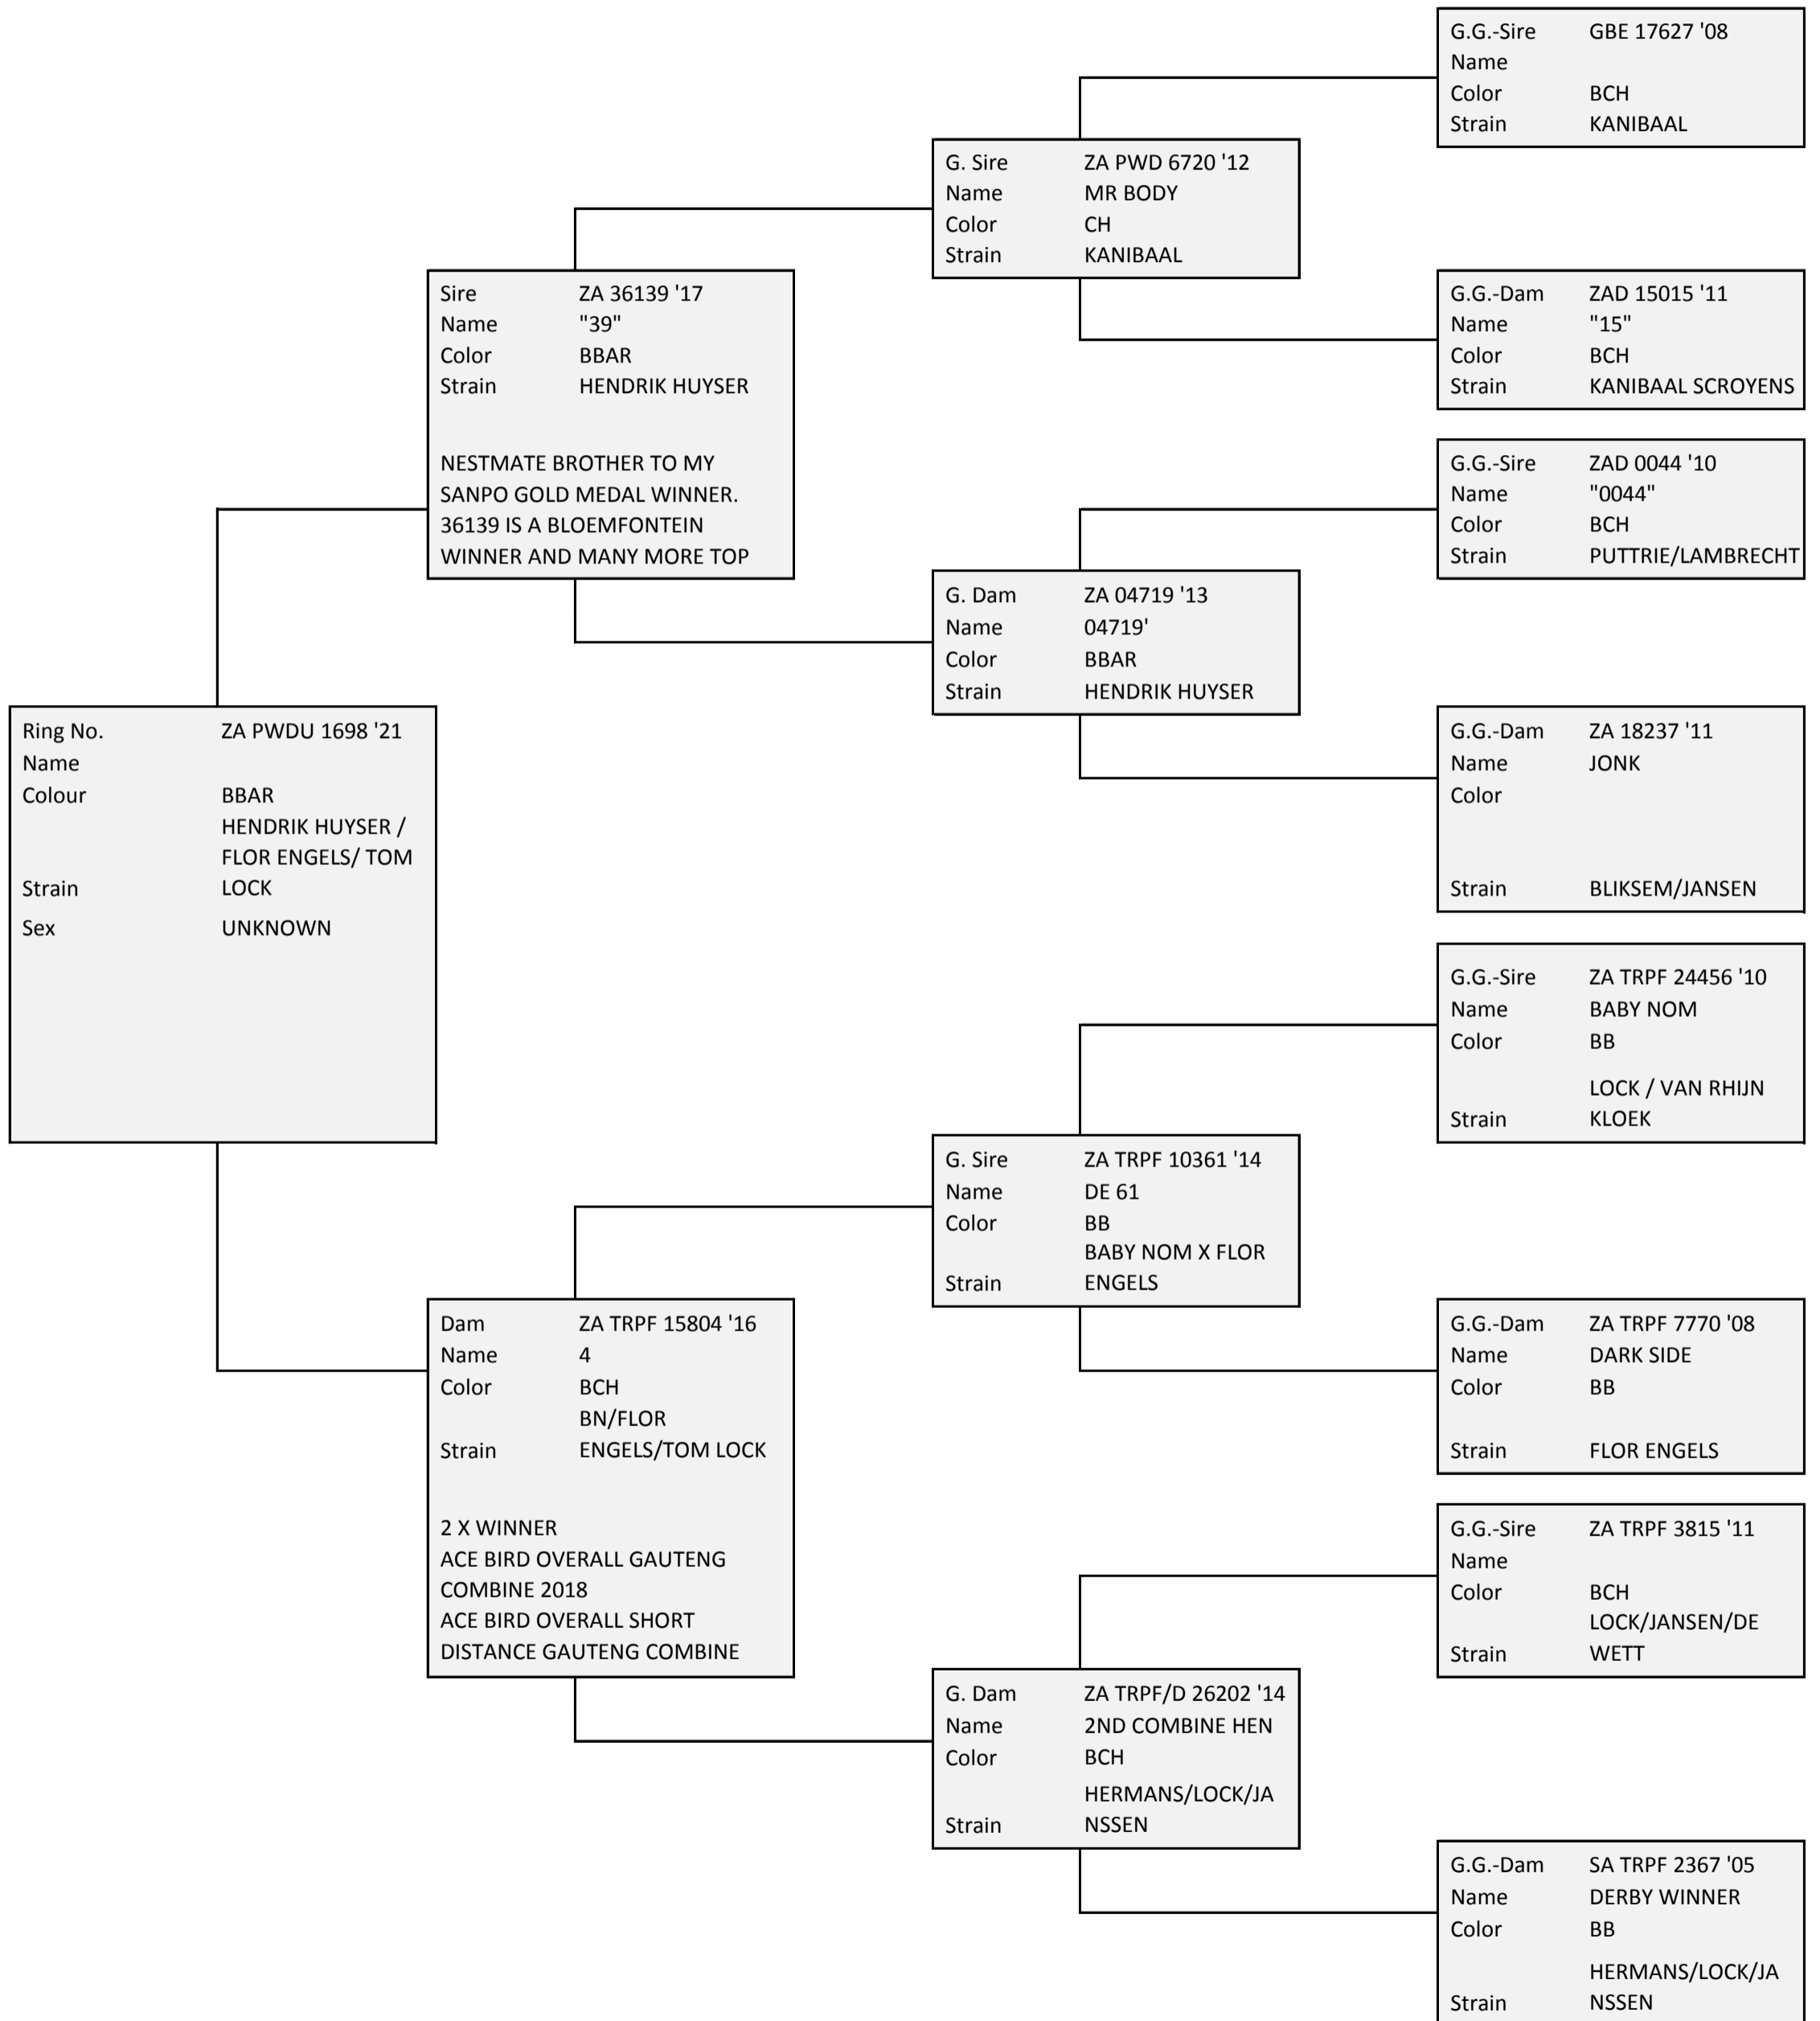 G.G.-Sire GBE 17627 '08
Name
Color BCH
Strain KANIBAAL
G. Sire ZA PWD 6720 '12
Name MR BODY
Color CH
Strain KANIBAAL
Sire ZA 36139 '17
Name "39"
Color BBAR
Strain HENDRIK HUYSER
NESTMATE BROTHER TO MY
SANPO GOLD MEDAL WINNER.
36139 IS A BLOEMFONTEIN
WINNER AND MANY MORE TOP
G.G.-Dam ZAD 15015 '11
Name "15"
Color BCH
Strain KANIBAAL SCROYENS
G.G.-Sire ZAD 0044 '10
Name "0044"
Color BCH
Strain PUTTRIE/LAMBRECHT
G. Dam ZA 04719 '13
Name 04719'
Color BBAR
Strain HENDRIK HUYSER
Ring No. ZA PWDU 1698 '21
Name
Colour BBAR
HENDRIK HUYSER /
FLOR ENGELS/ TOM
Strain LOCK
Sex UNKNOWN
G.G.-Dam ZA 18237 '11
Name JONK
Color
Strain BLIKSEM/JANSEN
G.G.-Sire ZA TRPF 24456 '10
Name BABY NOM
Color BB
LOCK / VAN RHIJN
Strain KLOEK
G. Sire ZA TRPF 10361 '14
Name DE 61
Color BB
BABY NOM X FLOR
Strain ENGELS
Dam ZA TRPF 15804 '16
Name 4
Color BCH
BN/FLOR
Strain ENGELS/TOM LOCK
2 X WINNER
ACE BIRD OVERALL GAUTENG
COMBINE 2018
ACE BIRD OVERALL SHORT
DISTANCE GAUTENG COMBINE
G.G.-Dam ZA TRPF 7770 '08
Name DARK SIDE
Color BB
Strain FLOR ENGELS
G.G.-Sire ZA TRPF 3815 '11
Name
Color BCH
LOCK/JANSEN/DE
Strain WETT
G. Dam ZA TRPF/D 26202 '14
Name 2ND COMBINE HEN
Color BCH
HERMANS/LOCK/JA
Strain NSSEN
G.G.-Dam SA TRPF 2367 '05
Name DERBY WINNER
Color BB
HERMANS/LOCK/JA
Strain NSSEN